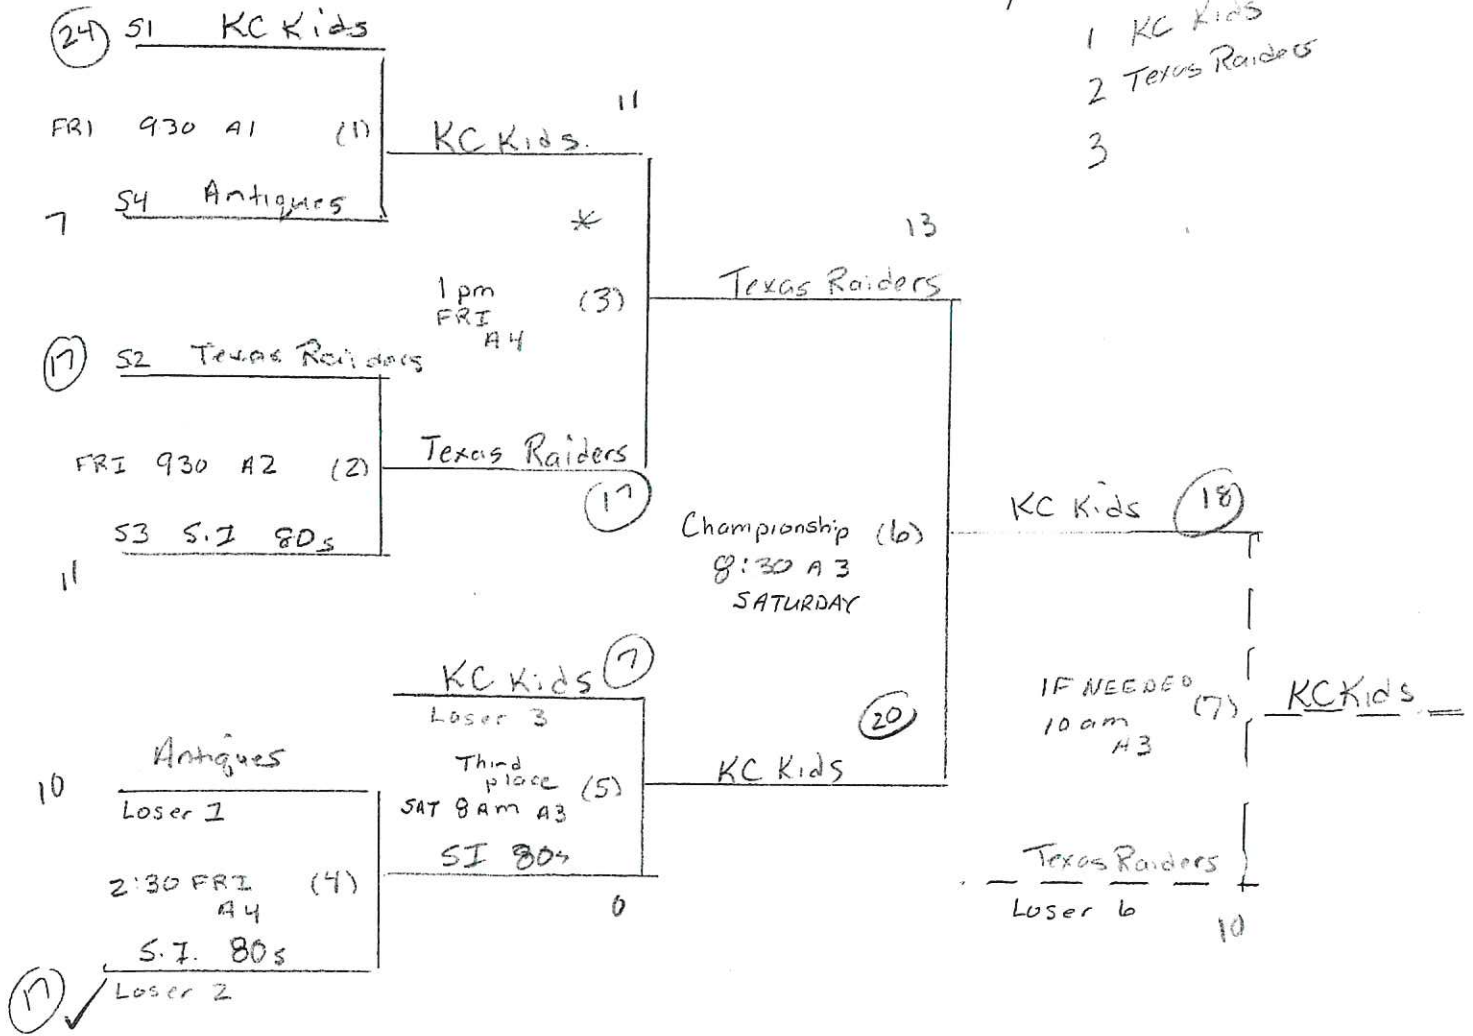 1 KC Kids
2 Texas Raiders
3
24 S1 KC Kids
FRI 930 A1 (1)
7 S4 Antiques
KC Kids. 11
*
1 pm (3)
FRI
A4
17 S2 Texas Raiders
FRI 930 A2 (2)
11 S3 S.I 80s
Texas Raiders
17
Texas Raiders 13
Championship (6)
8:30 A3
SATURDAY
KC Kids 18
KC Kids 7
Loser 3
Third
place (5)
SAT 8 Am A3
SI 80s
0
20
KC Kids
10 Antiques
Loser 1
2:30 FRI (4)
A4
S.I. 80s
17 ✓ Loser 2
IF NEEDED
10 am (7)
A3
KC Kids
Texas Raiders
Loser 6 10